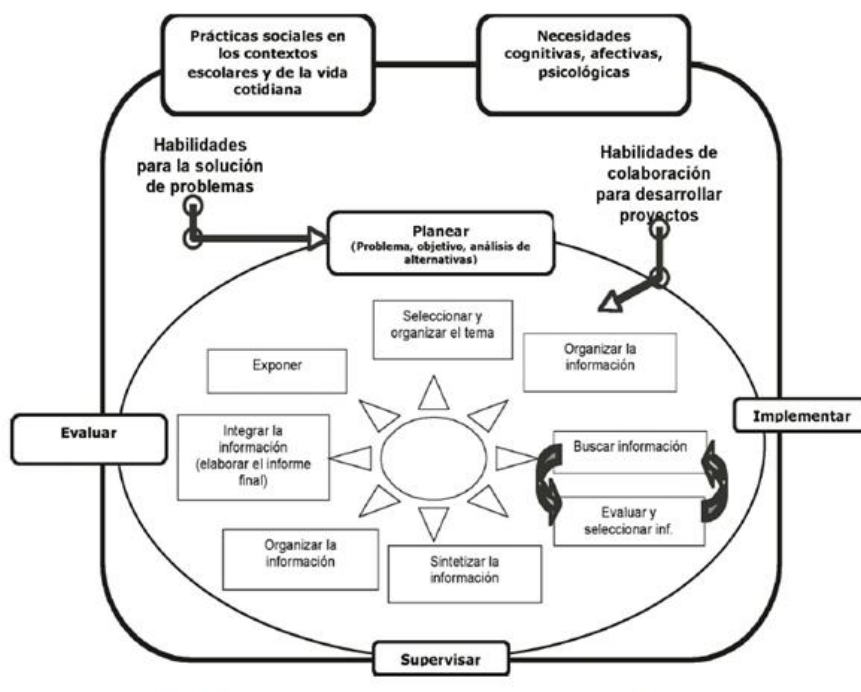 Prácticas sociales en
los contextos
escolares y de la vida
cotidiana
Necesidades
cognitivas, afectivas,
psicológicas
Habilidades
para la solución
de problemas
Habilidades de
colaboración
para desarrollar
proyectos
Planear
(Problema, objetivo, análisis de
alternativas)
Seleccionar y
organizar el tema
Organizar la
información
Exponer
Evaluar
Integrar la
información
(elaborar el informe
final)
Buscar información
Implementar
Evaluar y
seleccionar inf.
Organizar la
información
Sintetizar la
información
Supervisar